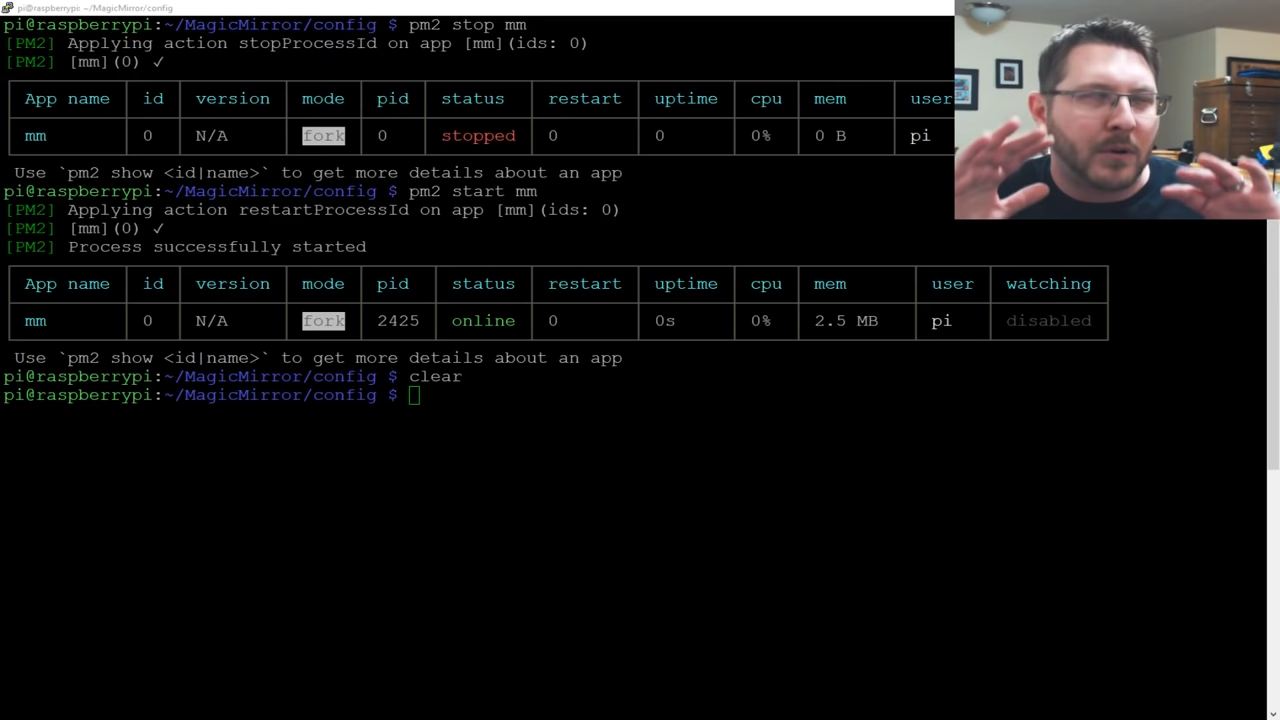 pi@raspberrypi: ~/MagicMirror/config
pi@raspberrypi:~/MagicMirror/config $ pm2 stop mm
[PM2] Applying action stopProcessId on app [mm](ids: 0)
[PM2] [mm](0) ✓
App name id version mode pid status restart uptime cpu mem user
mm 0 N/A fork 0 stopped 0 0 0% 0 B pi
Use `pm2 show <id|name>` to get more details about an app
pi@raspberrypi:~/MagicMirror/config $ pm2 start mm
[PM2] Applying action restartProcessId on app [mm](ids: 0)
[PM2] [mm](0) ✓
[PM2] Process successfully started
App name id version mode pid status restart uptime cpu mem user watching
mm 0 N/A fork 2425 online 0 0s 0% 2.5 MB pi disabled
Use `pm2 show <id|name>` to get more details about an app
pi@raspberrypi:~/MagicMirror/config $ clear
pi@raspberrypi:~/MagicMirror/config $